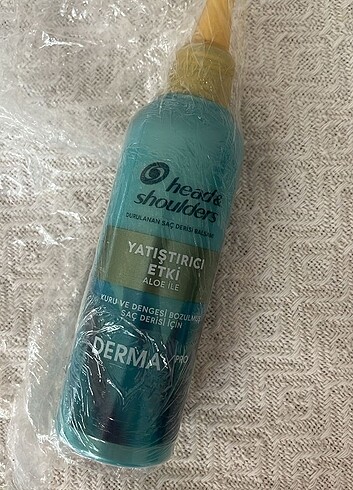 head&
shoulders
DURULANAN SAÇ DERİSİ BALSAMI
YATIŞTIRICI
ETKİ
ALOE İLE
KURU VE DENGESİ BOZULMUŞ
SAÇ DERİSİ İÇİN
DERMA PRO